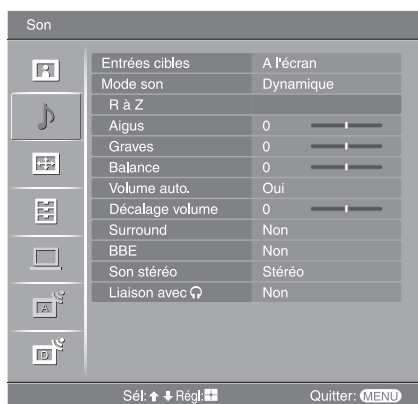 Son
Entrées cibles A l'écran
Mode son Dynamique
R à Z
Aigus 0
Graves 0
Balance 0
Volume auto. Oui
Décalage volume 0
Surround Non
BBE Non
Son stéréo Stéréo
Liaison avec Non
A
D
Sél: Régl: Quitter: MENU